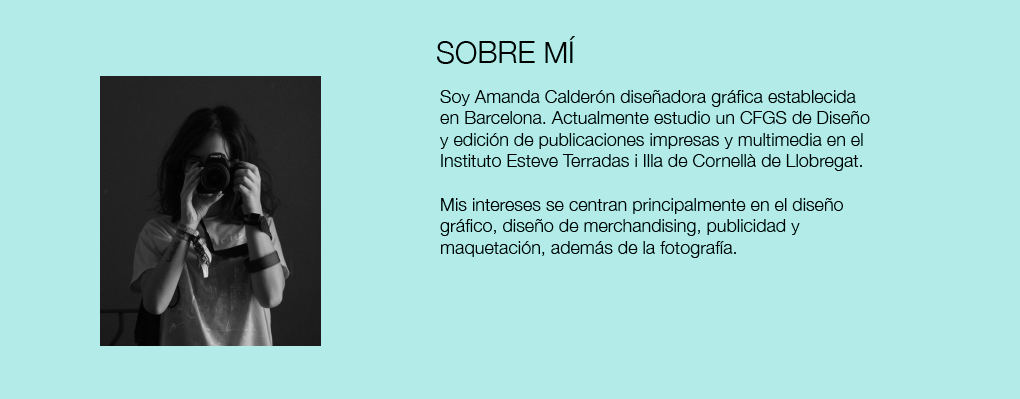 SOBRE MÍ
Soy Amanda Calderón diseñadora gráfica establecida
en Barcelona. Actualmente estudio un CFGS de Diseño
y edición de publicaciones impresas y multimedia en el
Instituto Esteve Terradas i Illa de Cornellà de Llobregat.
Mis intereses se centran principalmente en el diseño
gráfico, diseño de merchandising, publicidad y
maquetación, además de la fotografía.